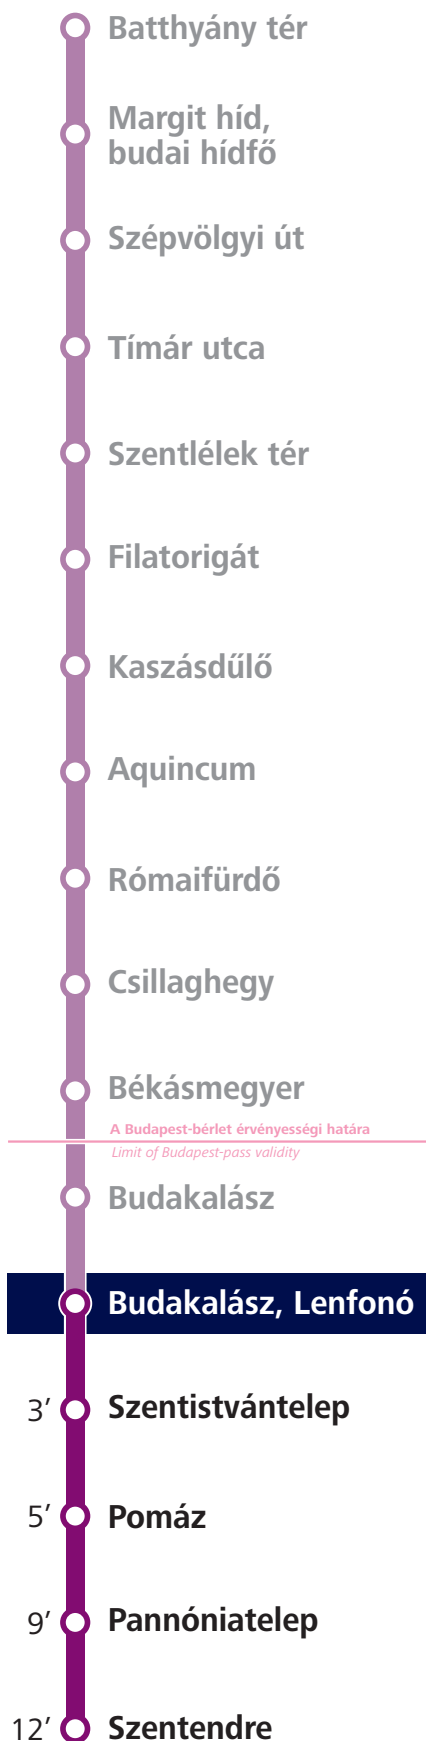 Batthyány tér
Margit híd,
budai hídfő
Szépvölgyi út
Tímár utca
Szentlélek tér
Filatorigát
Kaszásdűlő
Aquincum
Rómaifürdő
Csillaghegy
Békásmegyer
A Budapest-bérlet érvényességi határa
Limit of Budapest-pass validity
Budakalász
Budakalász, Lenfonó
3’ Szentistvántelep
5’ Pomáz
9’ Pannóniatelep
12’ Szentendre